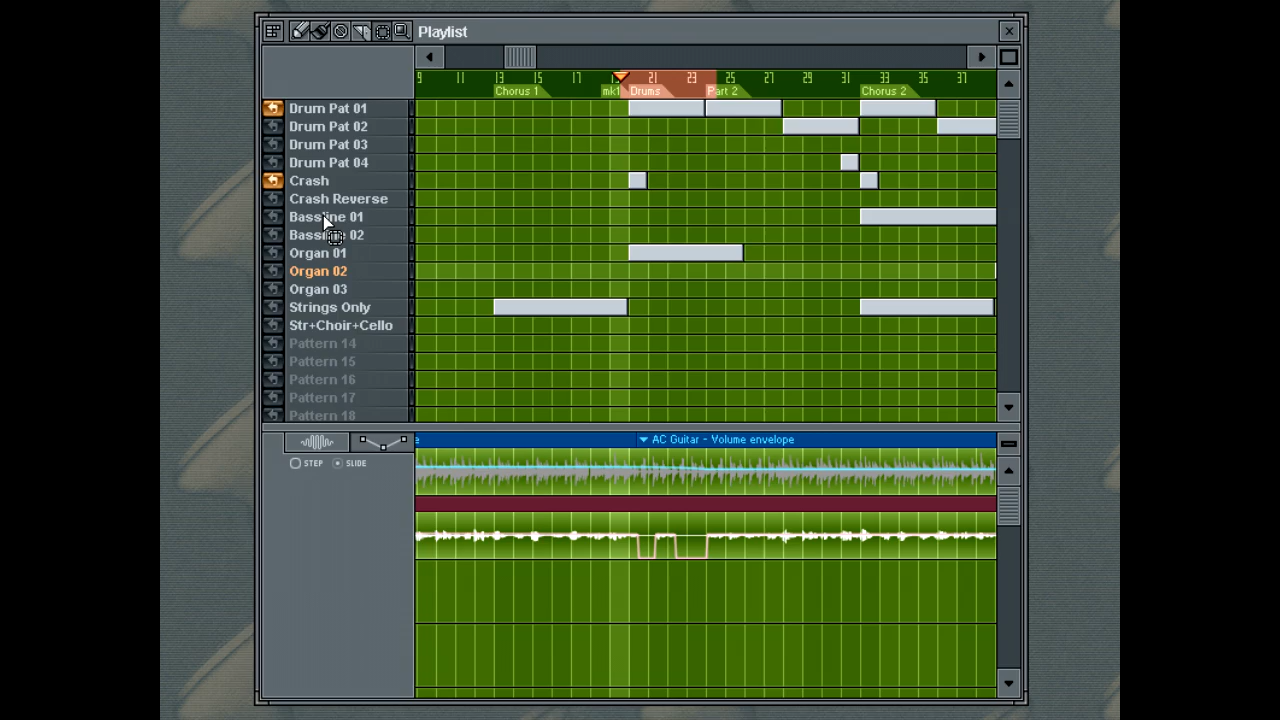 Playlist
9 11 13 15 17 19 21 23 25 27 29 31 33 35 37
Chorus 1 mk1 Drums Part 2 Chorus 2
Drum Pat 01
Drum Pat 02
Drum Pat 03
Drum Pat 04
Crash
Crash Reverse
Bassline 01
02
Organ 01
Organ 02
Organ 03
Strings Only
Str+Choir+Cello
Pattern 14
Pattern 15
Pattern 16
Pattern 17
Pattern 18
e AC Guitar - Volume envelope
STEP SLIDE